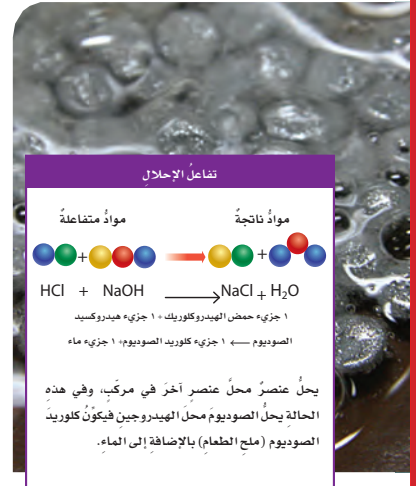 تفاعلُ الإحلالِ
موادُّ متفاعلةٌ موادُّ ناتجةٌ
+ +
HCl + NaOH ⟶ NaCl + H₂O
١ جزيء حمض الهيدروكلوريك + ١ جزيء هيدروكسيد
الصوديوم ⟵ ١ جزيء كلوريد الصوديوم + ١ جزيء ماء
يحلُّ عنصرٌ محلَّ عنصرٍ آخرَ في مركّبٍ، وفي هذهِ
الحالةِ يحلُّ الصوديومُ محلَ الهيدروجينِ فيكوِّنُ كلوريدَ
الصوديوم (ملحِ الطعامِ) بالإضافةِ إلى الماءِ.